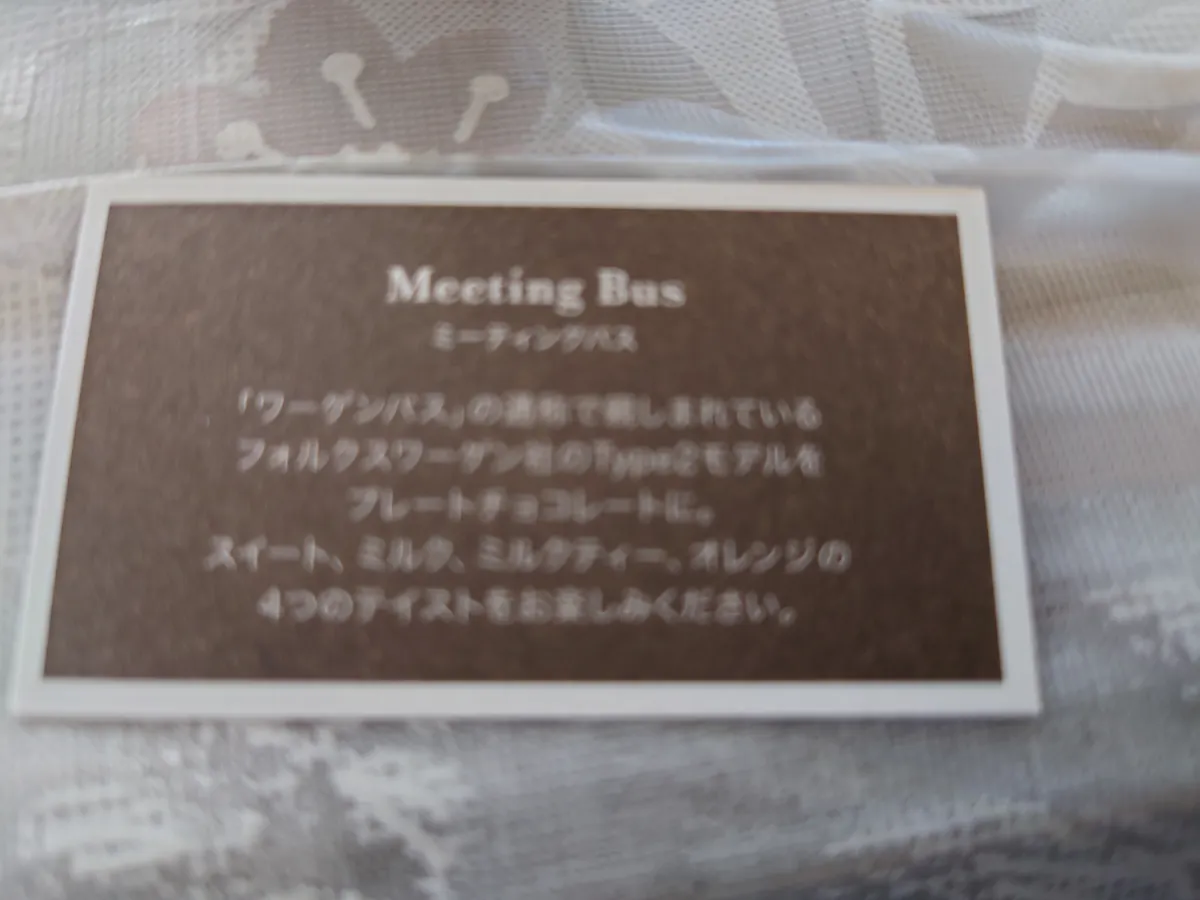 Meeting Bus
ミーティングバス
「ワーゲンバス」の通称で親しまれている
フォルクスワーゲン社のType2モデルを
プレートチョコレートに。
スイート、ミルク、ミルクティー、オレンジの
4つのテイストをお楽しみください。